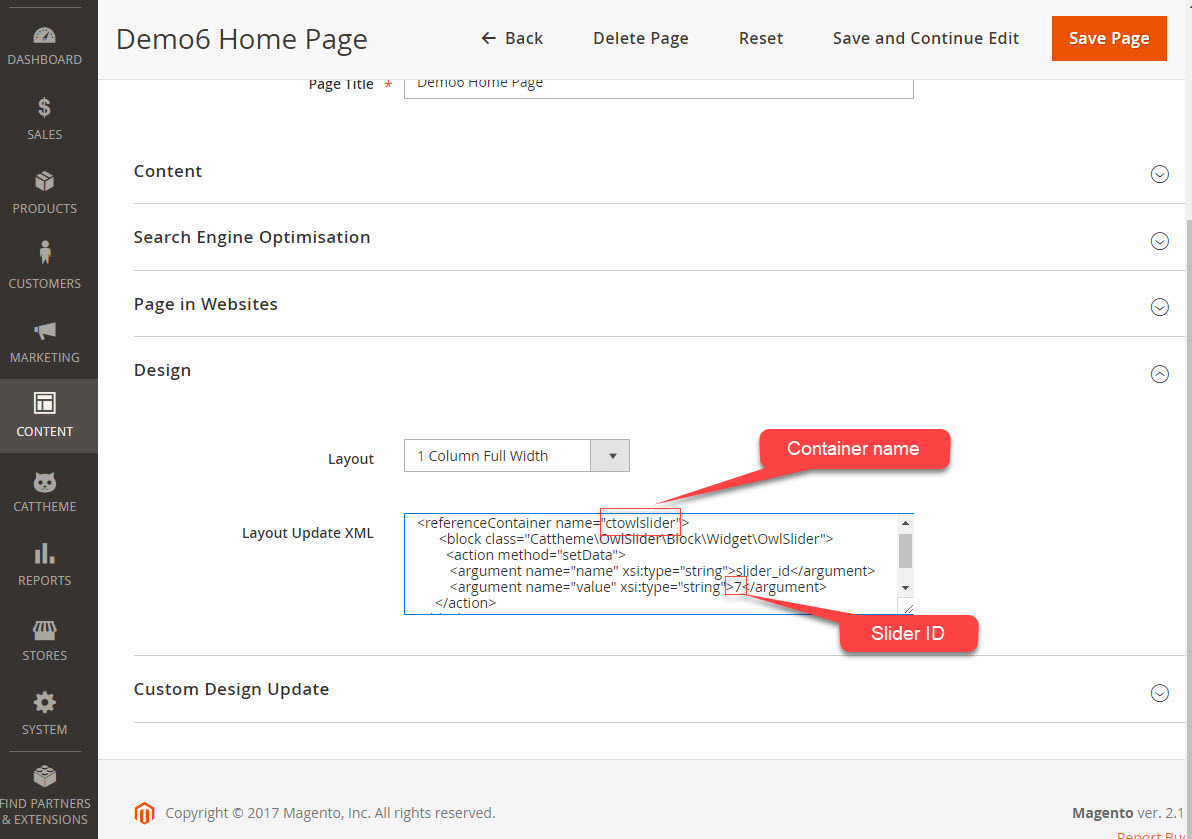 Demo6 Home Page
Back
Delete Page
Reset
Save and Continue Edit
Save Page
DASHBOARD
$
SALES
PRODUCTS
CUSTOMERS
MARKETING
CONTENT
CATTHEME
REPORTS
STORES
SYSTEM
FIND PARTNERS
& EXTENSIONS
Page Title *
Demo6 Home Page
Content
Search Engine Optimisation
Page in Websites
Design
Layout
1 Column Full Width
Container name
Layout Update XML
<referenceContainer name="ctowlslider">
<block class="Cattheme\OwlSlider\Block\Widget\OwlSlider">
<action method="setData">
<argument name="name" xsi:type="string">slider_id</argument>
<argument name="value" xsi:type="string">7</argument>
</action>
Slider ID
Custom Design Update
Copyright © 2017 Magento, Inc. All rights reserved.
Magento ver. 2.1
Report Bu